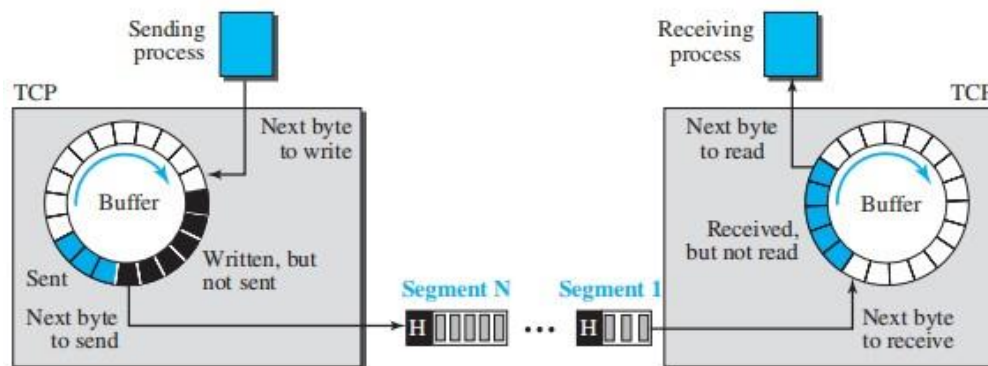 Sending
process
Receiving
process
TCP
TCP
Next byte
to write
Next byte
to read
Buffer
Buffer
Sent
Written, but
not sent
Received,
but not read
Next byte
to send
Segment N
H
...
Segment 1
H
Next byte
to receive